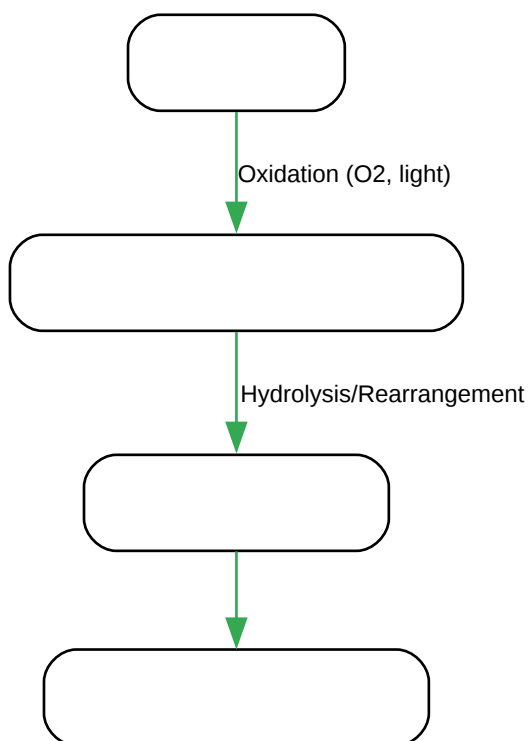 Oxidation (O2, light)
Hydrolysis/Rearrangement